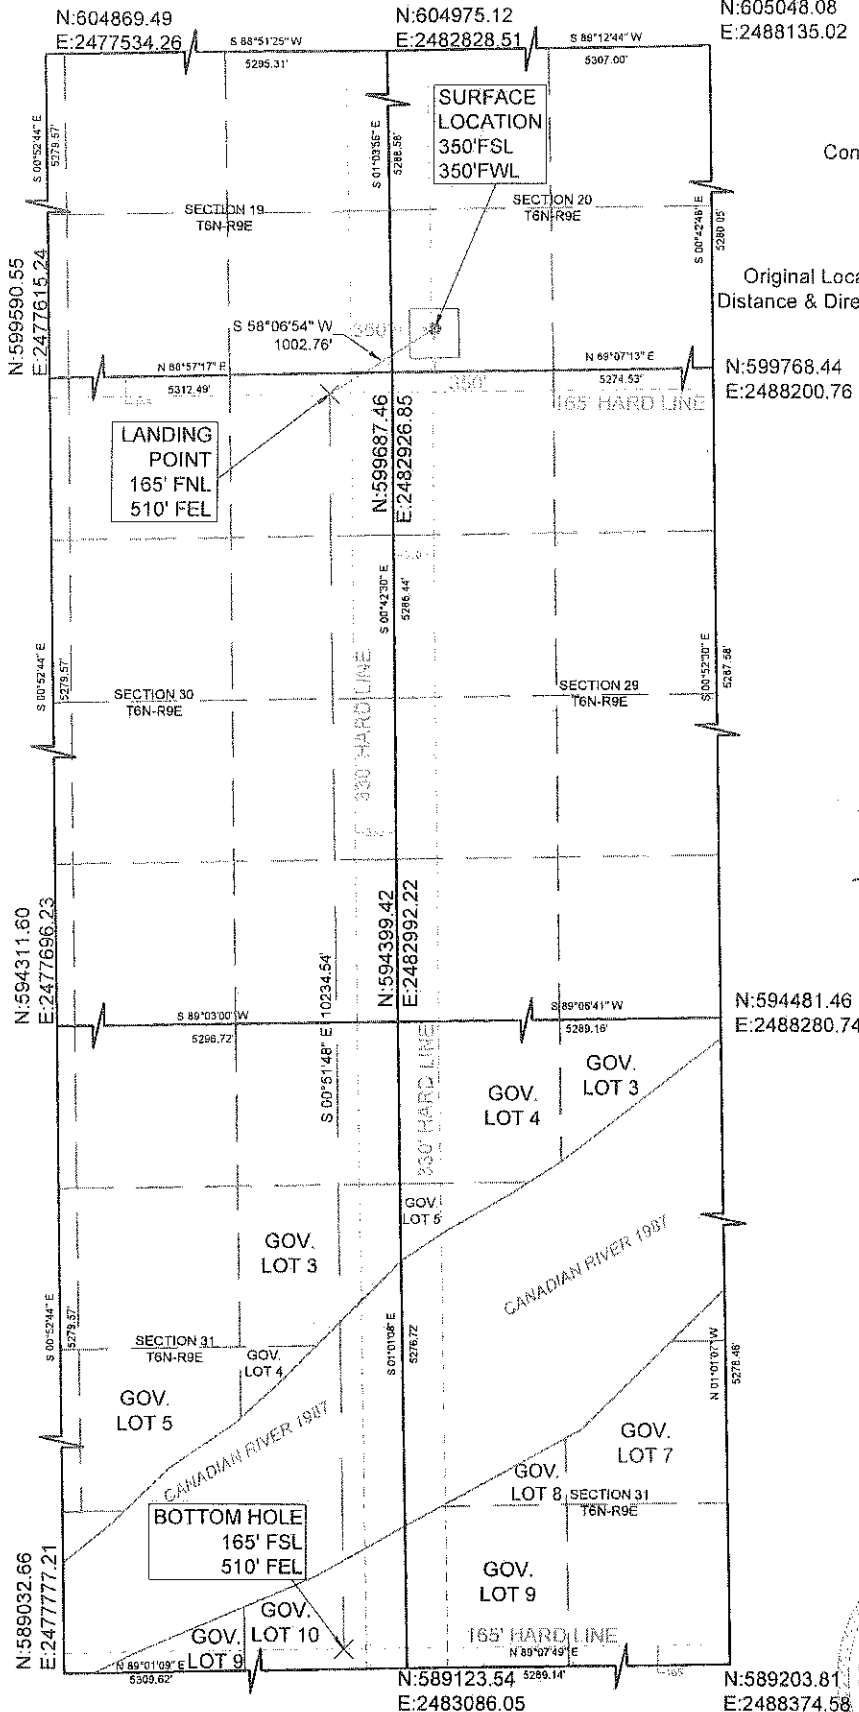 N:604869.49
E:2477534.26
S 88°51'25" W
5295.31'
N:604975.12
E:2482828.51
S 89°12'44" W
5307.00'
N:605048.08
E:2488135.02
S 00°52'44" E
5279.57'
S 01°03'56" E
5288.58'
SURFACE
LOCATION
350'FSL
350'FWL
Con
SECTION 19
T6N-R9E
SECTION 20
T6N-R9E
S 00°42'48" E
5280.05'
N:599590.55
E:2477615.24
Original Loca
Distance & Dire
S 58°06'54" W
1002.76'
350'
N 88°57'17" E
5312.49'
N 89°07'13" E
5274.53'
350'
N:599768.44
E:2488200.76
165' HARD LINE
LANDING
POINT
165' FNL
510' FEL
N:599687.46
E:2482926.85
S 00°42'30" E
5288.44'
S 00°52'44" E
5279.57'
SECTION 30
T6N-R9E
330' HARD LINE
SECTION 29
T6N-R9E
S 00°52'00" E
5287.58'
N:594311.60
E:2477696.23
N:594399.42
E:2482992.22
S 89°03'00" W
5296.72'
S 00°51'48" E 10234.54'
S 89°06'41" W
5289.16'
N:594481.46
E:2488280.74
330' HARD LINE
GOV.
LOT 4
GOV.
LOT 3
GOV.
LOT 5
GOV.
LOT 3
CANADIAN RIVER 1987
S 00°52'44" E
5279.57'
SECTION 31
T6N-R9E
GOV.
LOT 4
S 01°01'08" E
5276.72'
N 01°01'07" W
5278.46'
GOV.
LOT 5
CANADIAN RIVER 1987
GOV.
LOT 7
GOV.
LOT 8
SECTION 31
T6N-R9E
BOTTOM HOLE
165' FSL
510' FEL
N:589032.66
E:2477777.21
GOV.
LOT 9
GOV.
LOT 10
GOV.
LOT 9
165' HARD LINE
N 89°01'09" E
5309.62'
N 89°07'49" E
5289.14'
165'
N:589123.54
E:2483086.05
N:589203.81
E:2488374.58